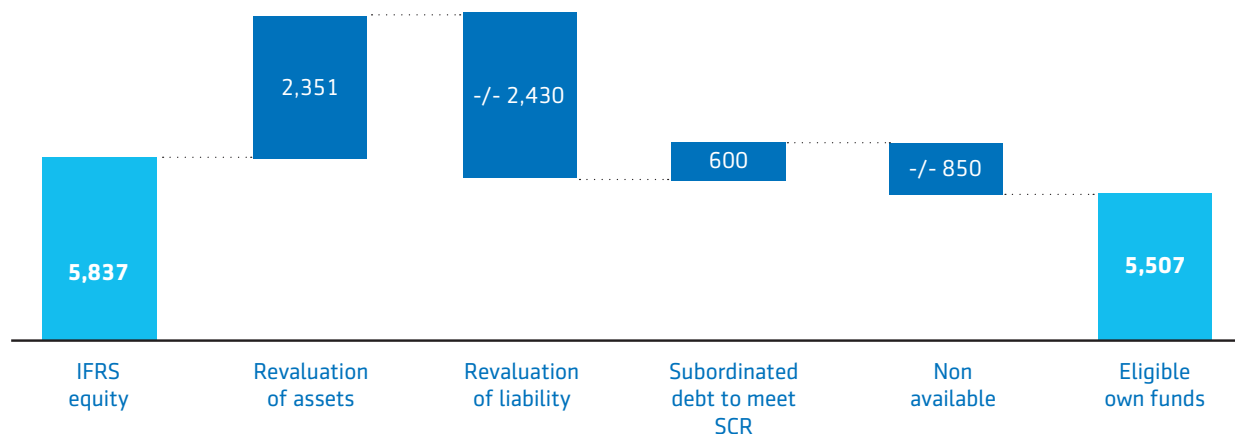 2,351
-/- 2,430
600
-/- 850
5,837
5,507
IFRS
equity
Revaluation
of assets
Revaluation
of liability
Subordinated
debt to meet
SCR
Non
available
Eligible
own funds